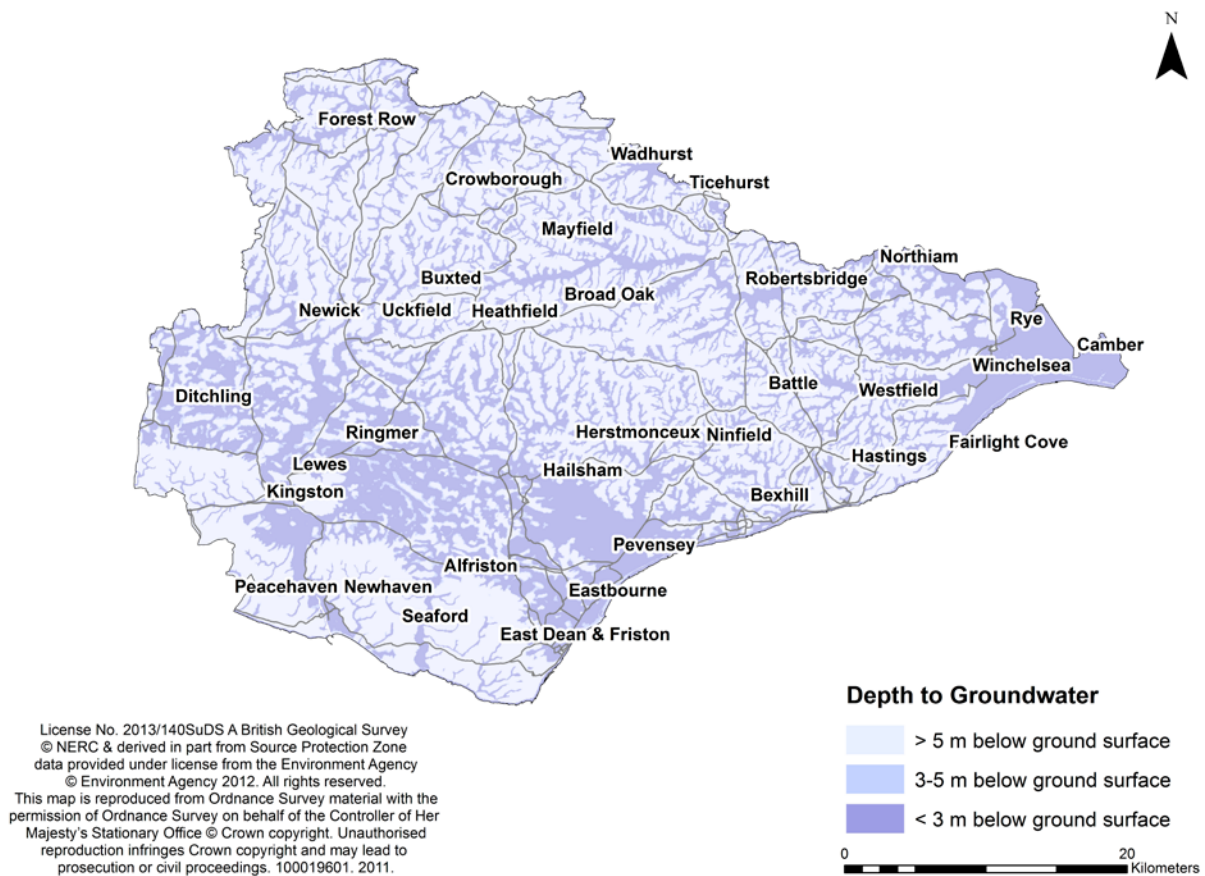 N
Forest Row
Wadhurst
Crowborough
Ticehurst
Mayfield
Northiam
Buxted
Robertsbridge
Broad Oak
Newick
Uckfield
Heathfield
Rye
Camber
Winchelsea
Ditchling
Battle
Westfield
Ringmer
Herstmonceux
Ninfield
Fairlight Cove
Hastings
Lewes
Hailsham
Kingston
Bexhill
Pevensey
Alfriston
Peacehaven
Newhaven
Eastbourne
Seaford
East Dean & Friston
Depth to Groundwater
> 5 m below ground surface
3-5 m below ground surface
< 3 m below ground surface
0
20
Kilometers
License No. 2013/140SuDS A British Geological Survey
© NERC & derived in part from Source Protection Zone
data provided under license from the Environment Agency
© Environment Agency 2012. All rights reserved.
This map is reproduced from Ordnance Survey material with the
permission of Ordnance Survey on behalf of the Controller of Her
Majesty's Stationary Office © Crown copyright. Unauthorised
reproduction infringes Crown copyright and may lead to
prosecution or civil proceedings. 100019601. 2011.